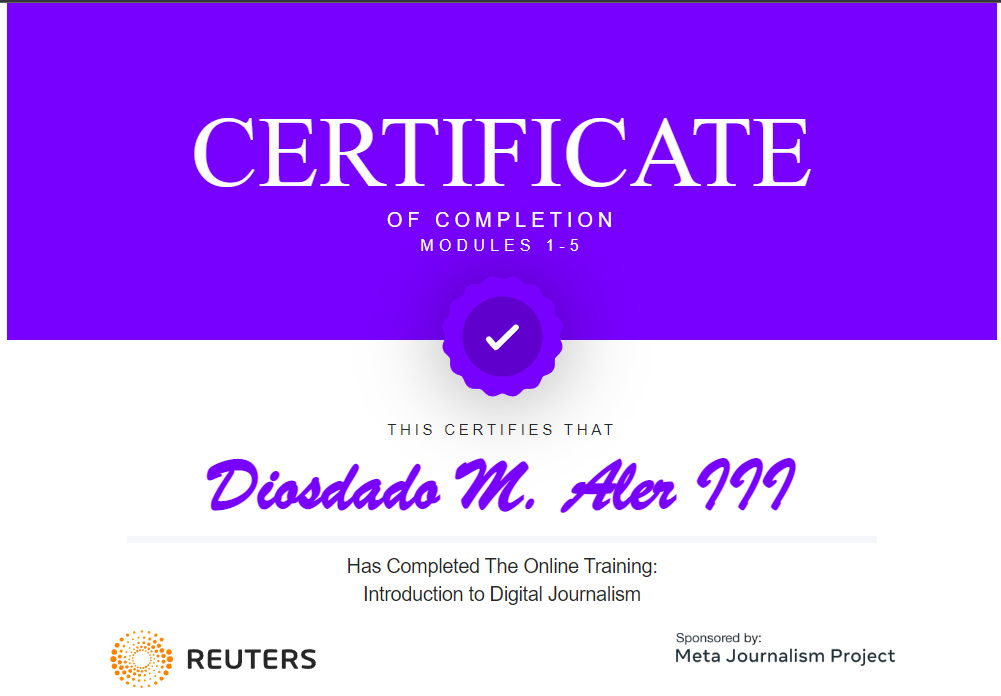 CERTIFICATE
OF COMPLETION
MODULES 1-5
THIS CERTIFIES THAT
Diosdado M. Aler III
Has Completed The Online Training:
Introduction to Digital Journalism
REUTERS
Sponsored by:
Meta Journalism Project